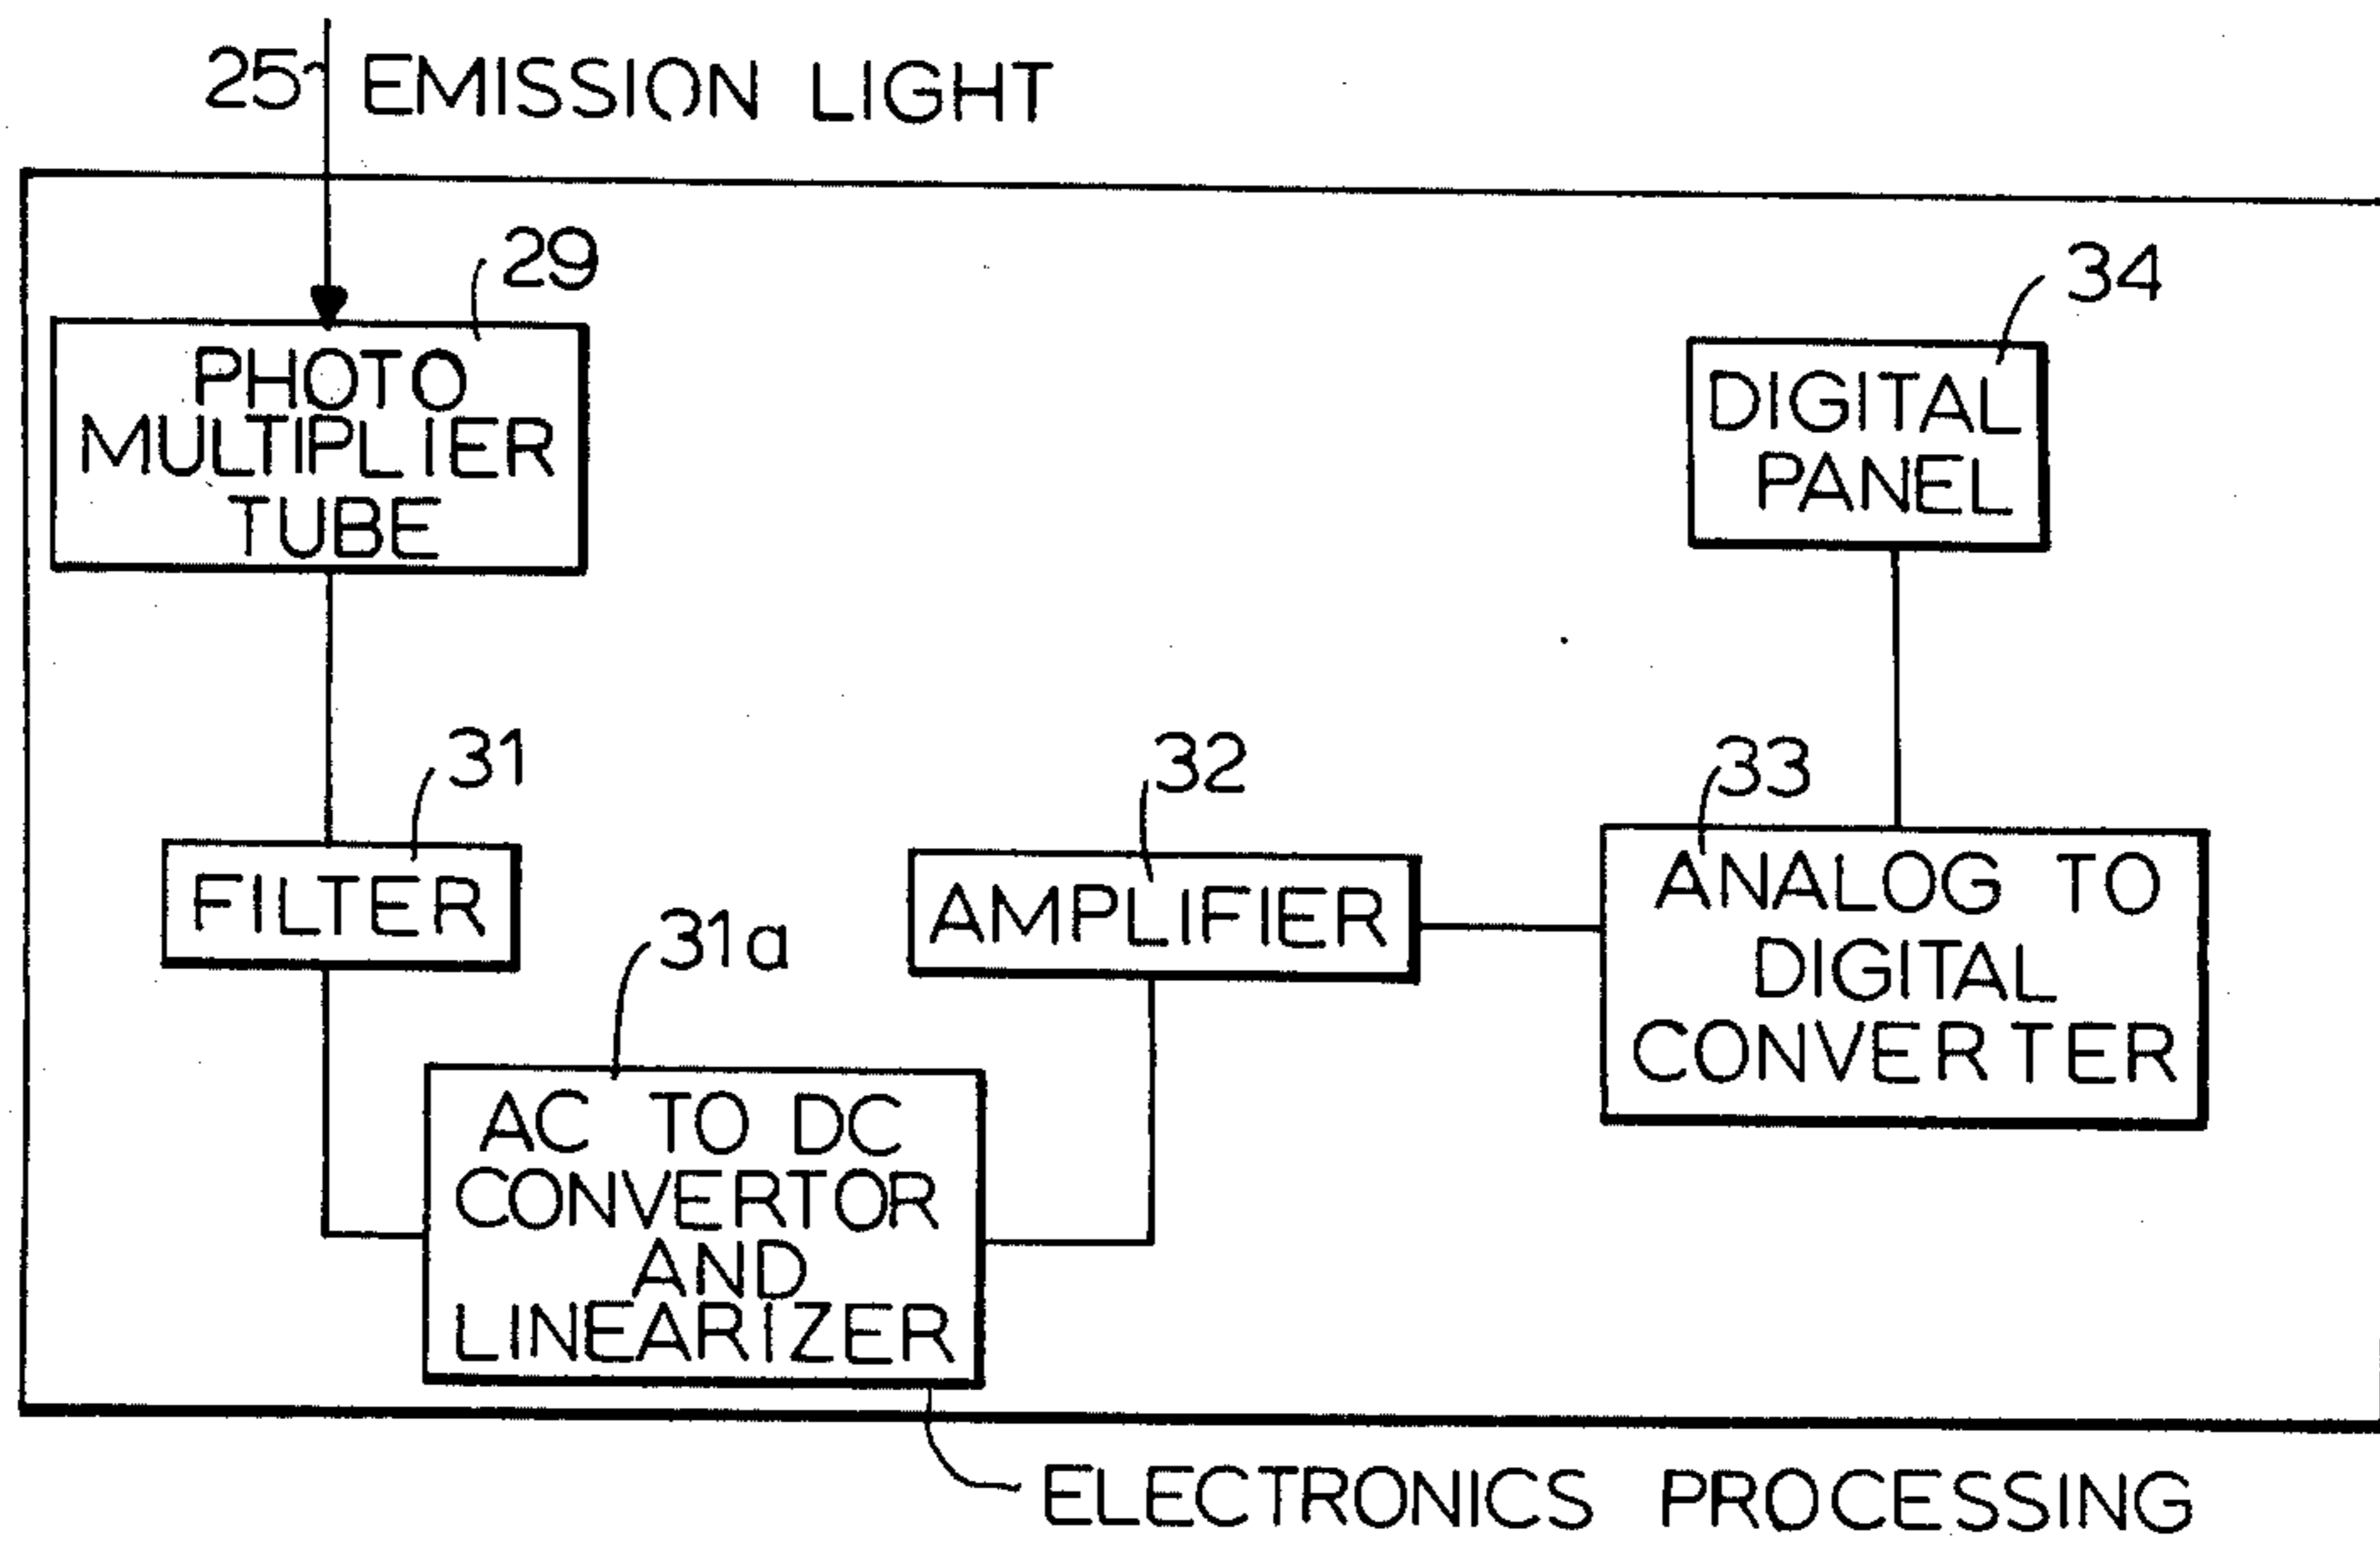 25 EMISSION LIGHT
29
PHOTO
MULTIPLIER
TUBE
34
DIGITAL
PANEL
31
FILTER
31a
AC TO DC
CONVERTOR
AND
LINEARIZER
32
AMPLIFIER
33
ANALOG TO
DIGITAL
CONVERTER
ELECTRONICS PROCESSING